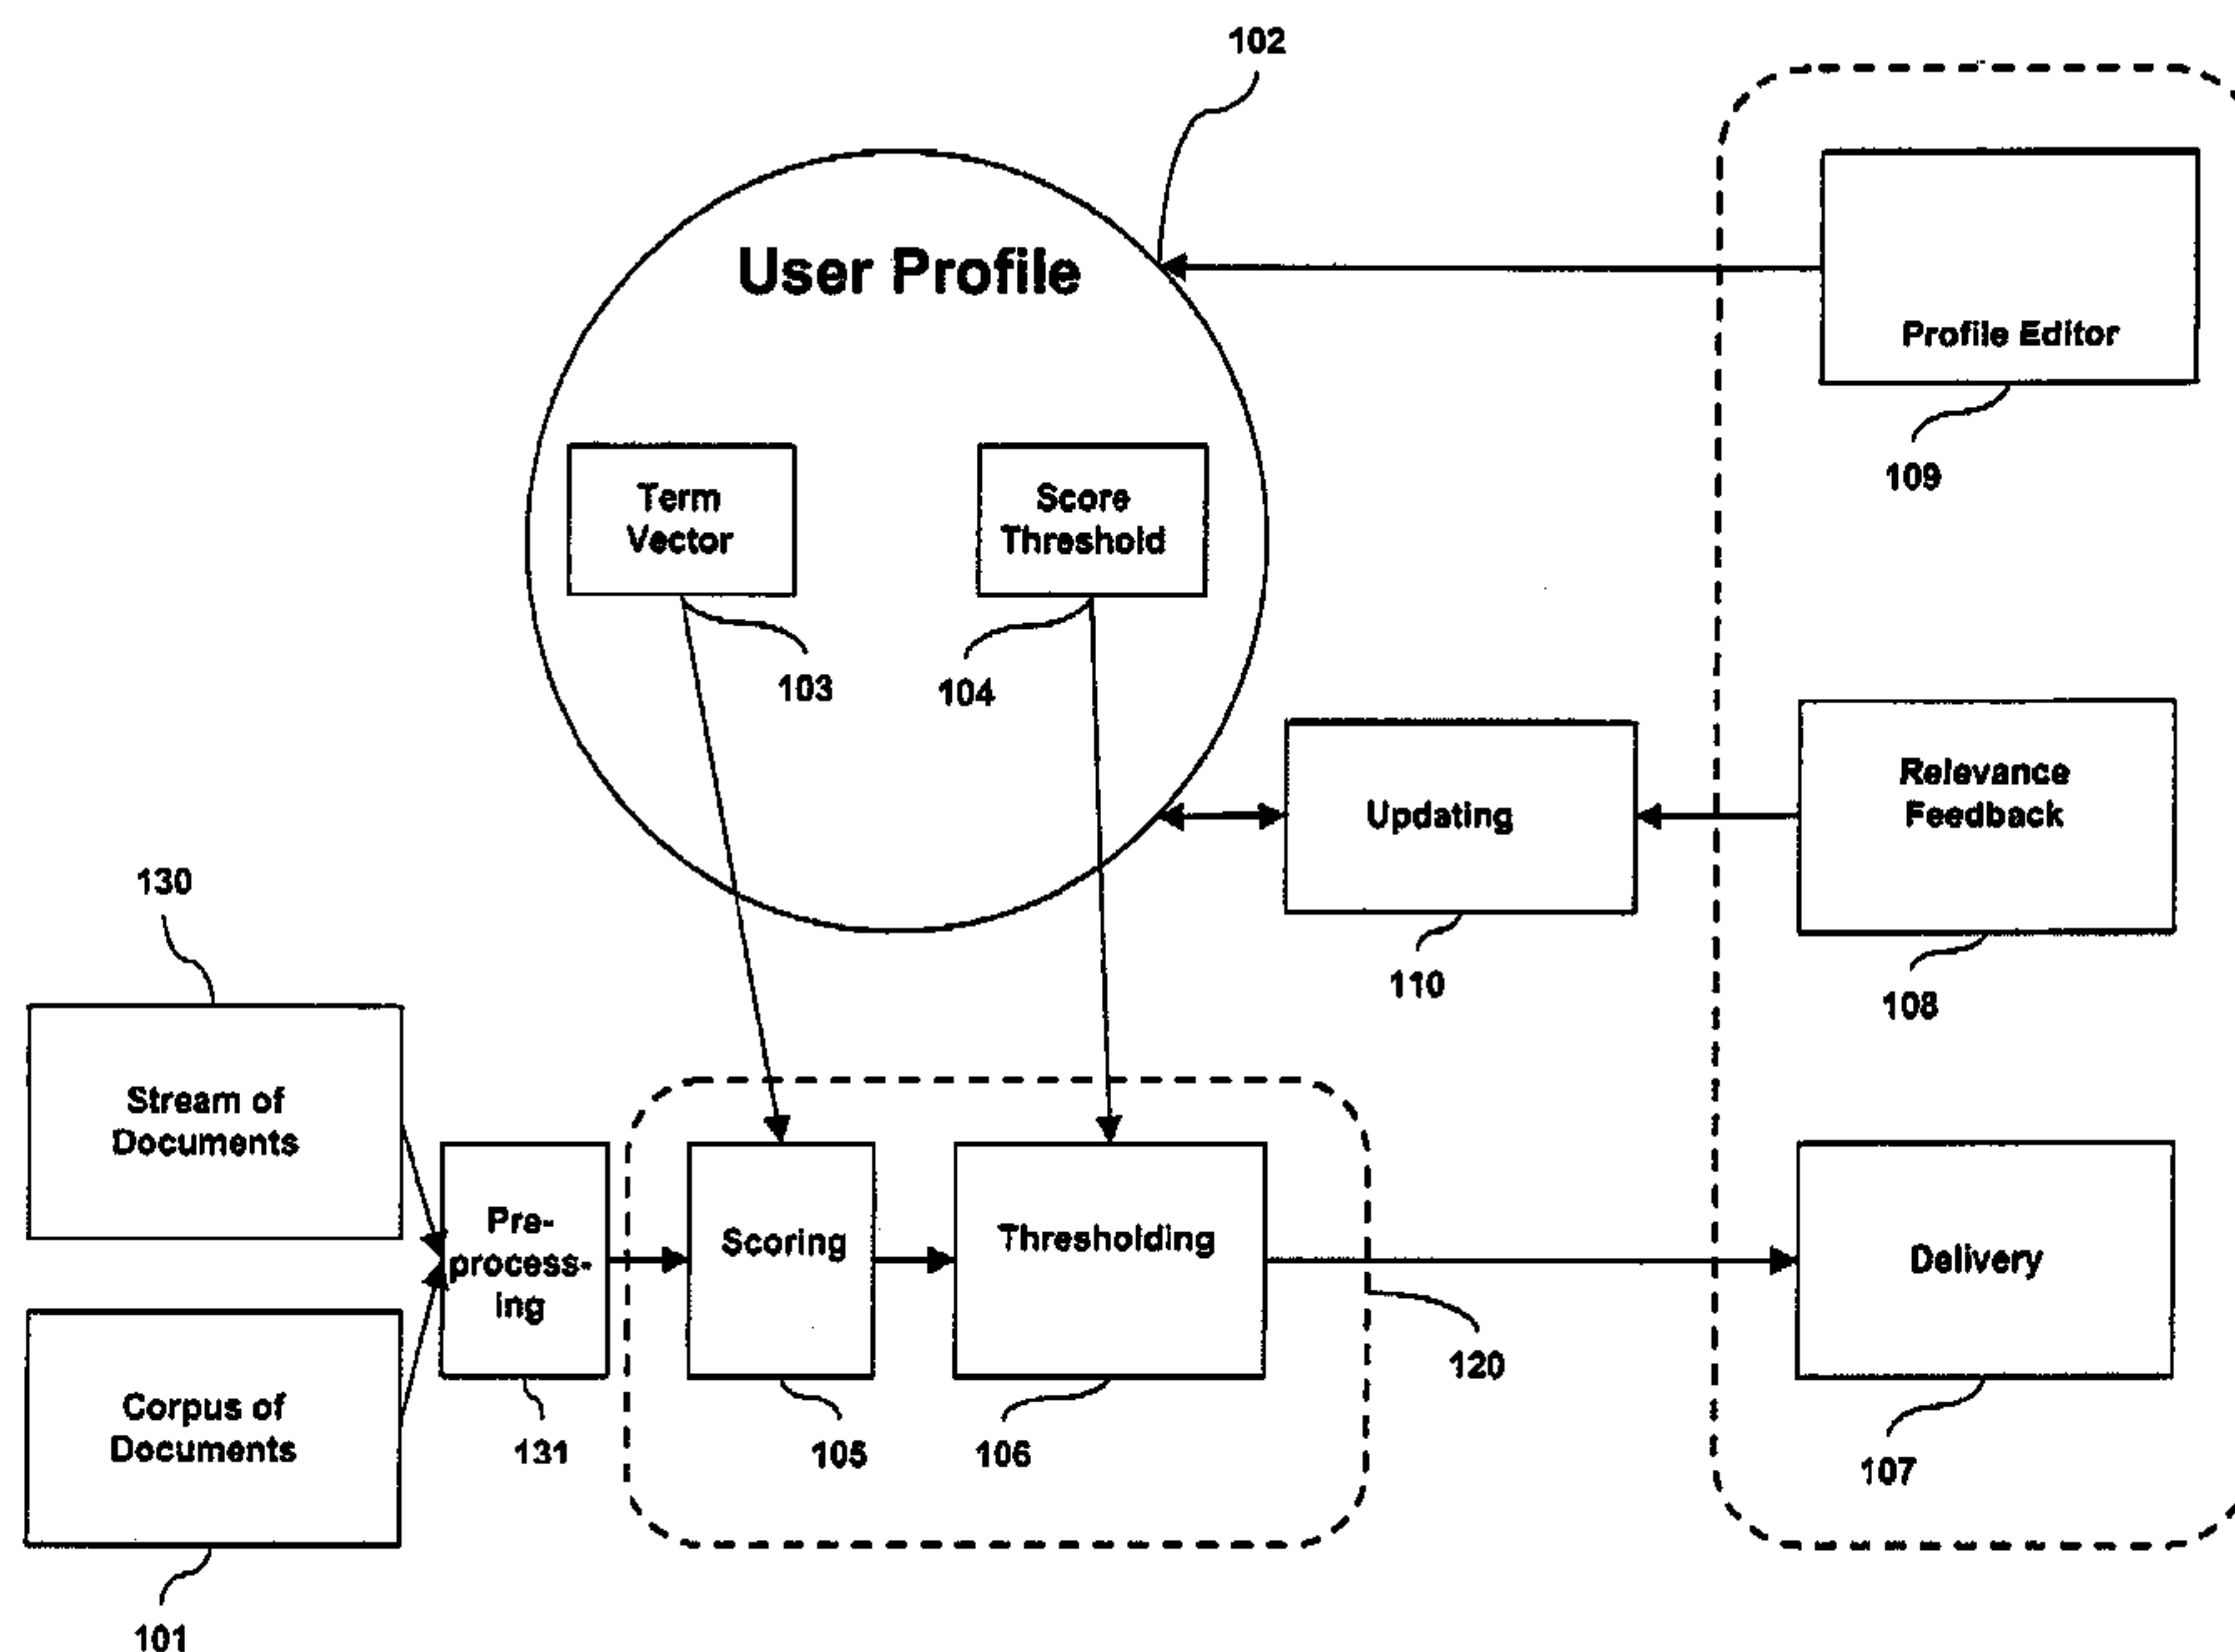 102
User Profile
Profile Editor
109
Term
Vector
Score
Threshold
103
104
Updating
110
Relevance
Feedback
108
130
Stream of
Documents
Corpus of
Documents
101
Pre-
process-
ing
131
Scoring
105
Thresholding
106
120
Delivery
107